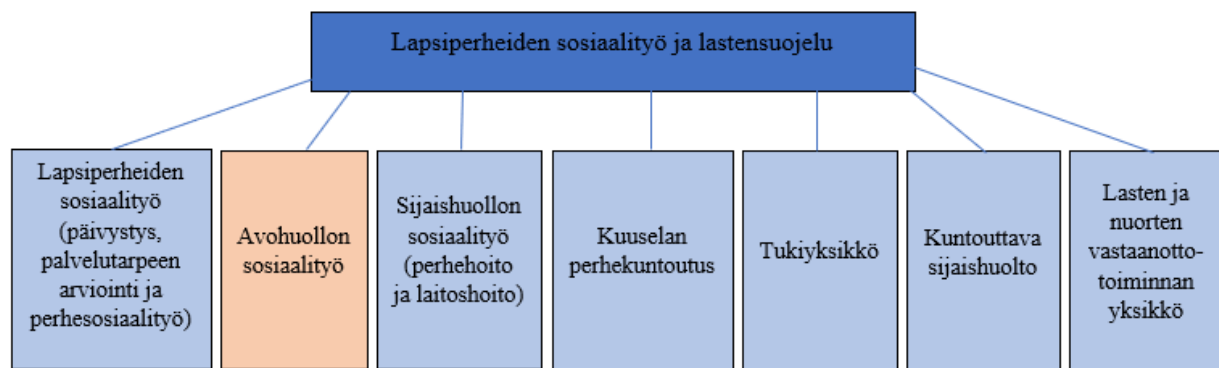 Lapsiperheiden sosiaalityö ja lastensuojelu
Lapsiperheiden
sosiaalityö
(päivystys,
palvelutarpeen
arviointi ja
perhesosiaalityö)
Avohuollon
sosiaalityö
Sijaishuollon
sosiaalityö
(perhehoito
ja laitoshoito)
Kuuselan
perhekuntoutus
Tukiyksikkö
Kuntouttava
sijaishuolto
Lasten ja
nuorten
vastaanotto-
toiminnan
yksikkö